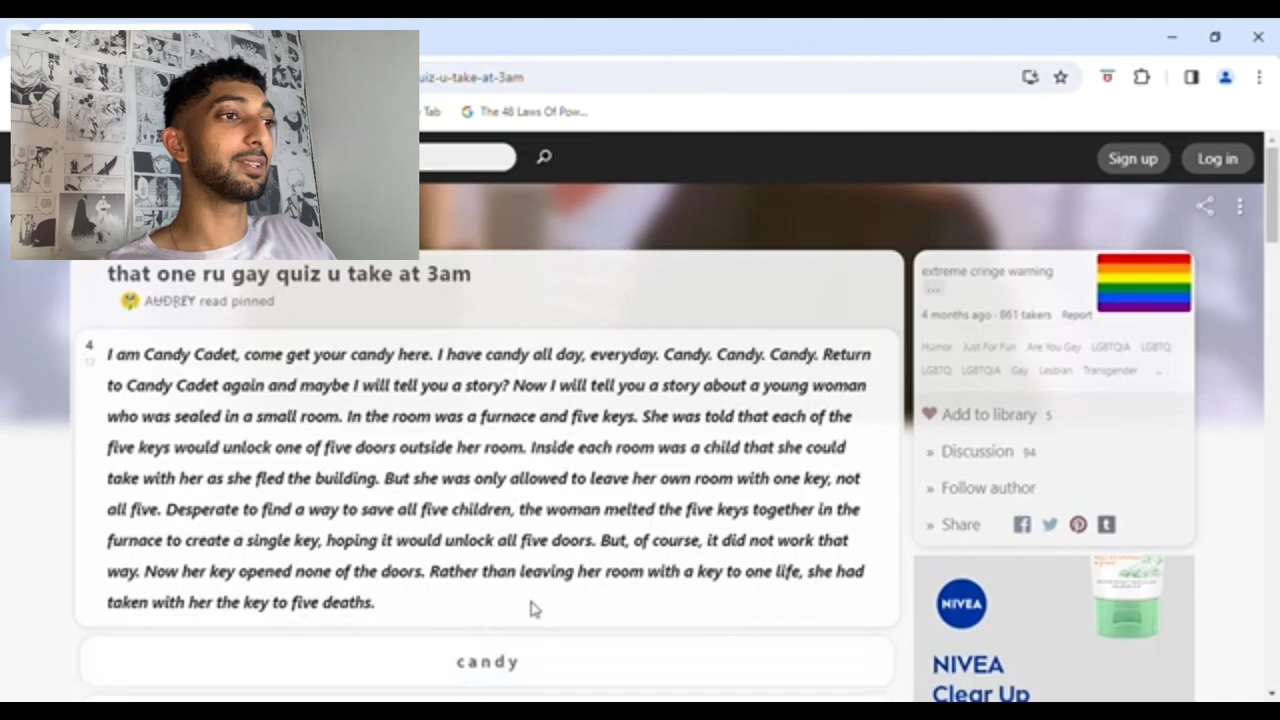 uiz-u-take-at-3am
Tab
The 48 Laws Of Pow...
Sign up
Log in
that one ru gay quiz u take at 3am
AUDREY read pinned
4
12
I am Candy Cadet, come get your candy here. I have candy all day, everyday. Candy. Candy. Candy. Return
to Candy Cadet again and maybe I will tell you a story? Now I will tell you a story about a young woman
who was sealed in a small room. In the room was a furnace and five keys. She was told that each of the
five keys would unlock one of five doors outside her room. Inside each room was a child that she could
take with her as she fled the building. But she was only allowed to leave her own room with one key, not
all five. Desperate to find a way to save all five children, the woman melted the five keys together in the
furnace to create a single key, hoping it would unlock all five doors. But, of course, it did not work that
way. Now her key opened none of the doors. Rather than leaving her room with a key to one life, she had
taken with her the key to five deaths.
candy
extreme cringe warning
...
4 months ago · 861 takers Report
Humor Just For Fun Are You Gay LGBTQIA LGBTQ
LGBTQ LGBTQIA Gay Lesbian Transgender ...
Add to library 5
» Discussion 94
» Follow author
» Share
NIVEA
NIVEA
Clear Up